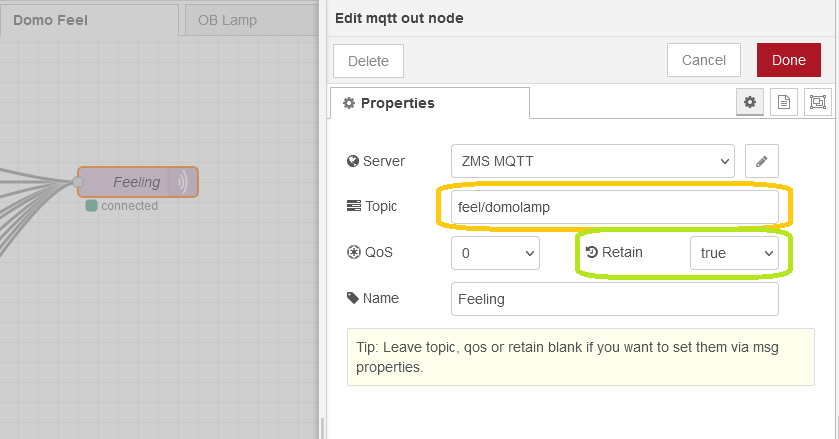 Domo Feel
OB Lamp
Feeling
connected
Edit mqtt out node
Delete
Cancel
Done
Properties
Server
ZMS MQTT
Topic
feel/domolamp
QoS
0
Retain
true
Name
Feeling
Tip: Leave topic, qos or retain blank if you want to set them via msg
properties.